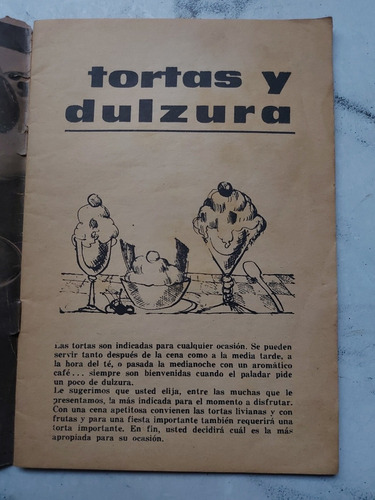 tortas y
dulzura
Las tortas son indicadas para cualquier ocasión. Se pueden
servir tanto después de la cena como a la media tarde, a
la hora del té, o pasada la medianoche con un aromático
café... siempre son bienvenidas cuando el paladar pide
un poco de dulzura.
Le sugerimos que usted elija, entre las muchas que le
presentamos, la más indicada para el momento a disfrutar.
Con una cena apetitosa convienen las tortas livianas y con
frutas y para una fiesta importante también requerirá una
torta importante. En fin, usted decidirá cuál es la más
apropiada para su ocasión.